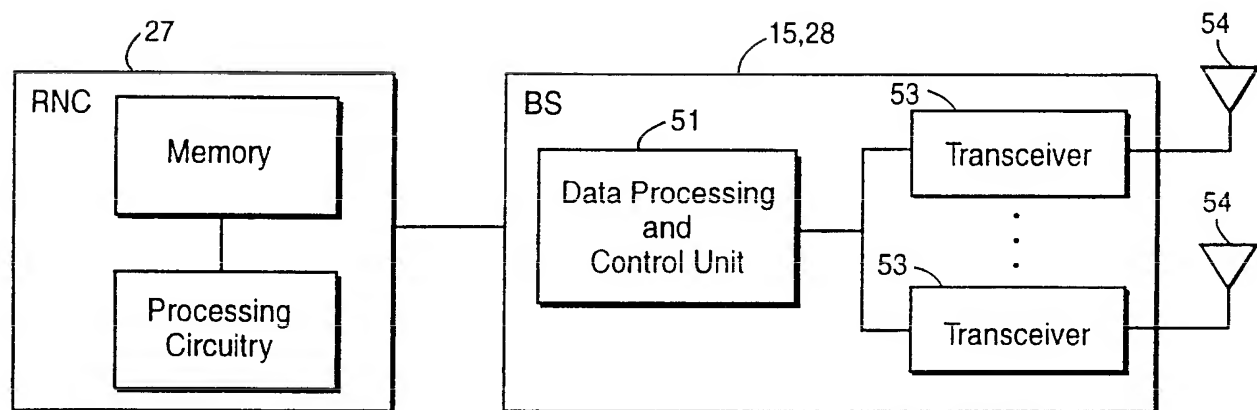 27
15,28
54
RNC
BS
53
Memory
51
Transceiver
Data Processing
and
Control Unit
54
53
Processing
Circuitry
Transceiver